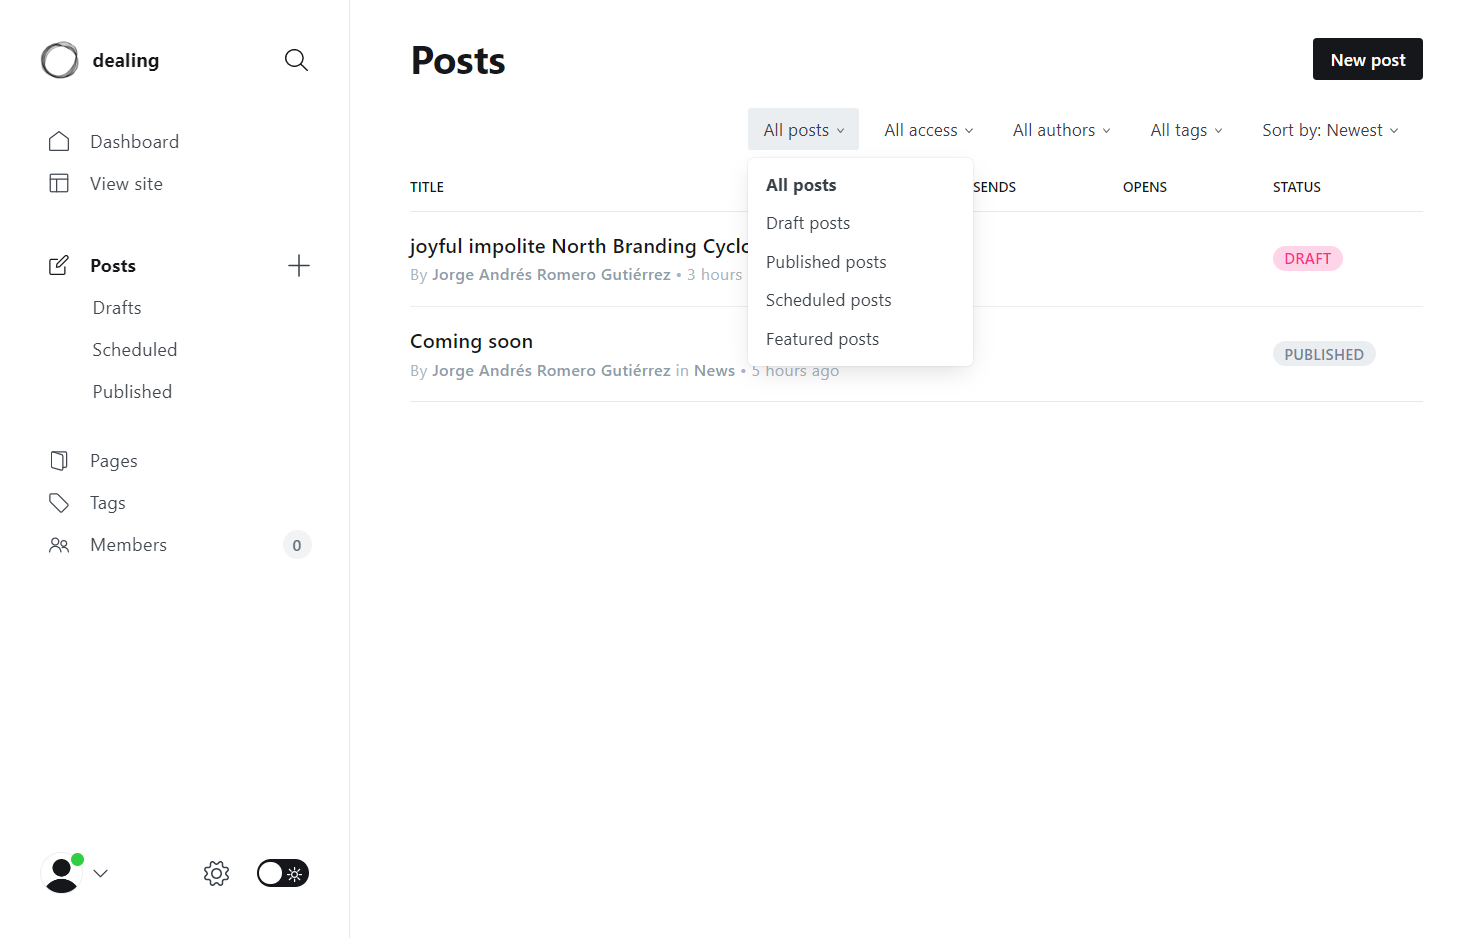 dealing
Dashboard
View site
Posts
Drafts
Scheduled
Published
Pages
Tags
Members 0
Posts
New post
All posts All access All authors All tags Sort by: Newest
All posts
Draft posts
Published posts
Scheduled posts
Featured posts
TITLE SENDS OPENS STATUS
joyful impolite North Branding Cyclo DRAFT
By Jorge Andrés Romero Gutiérrez • 3 hours
Coming soon PUBLISHED
By Jorge Andrés Romero Gutiérrez in News • 5 hours ago